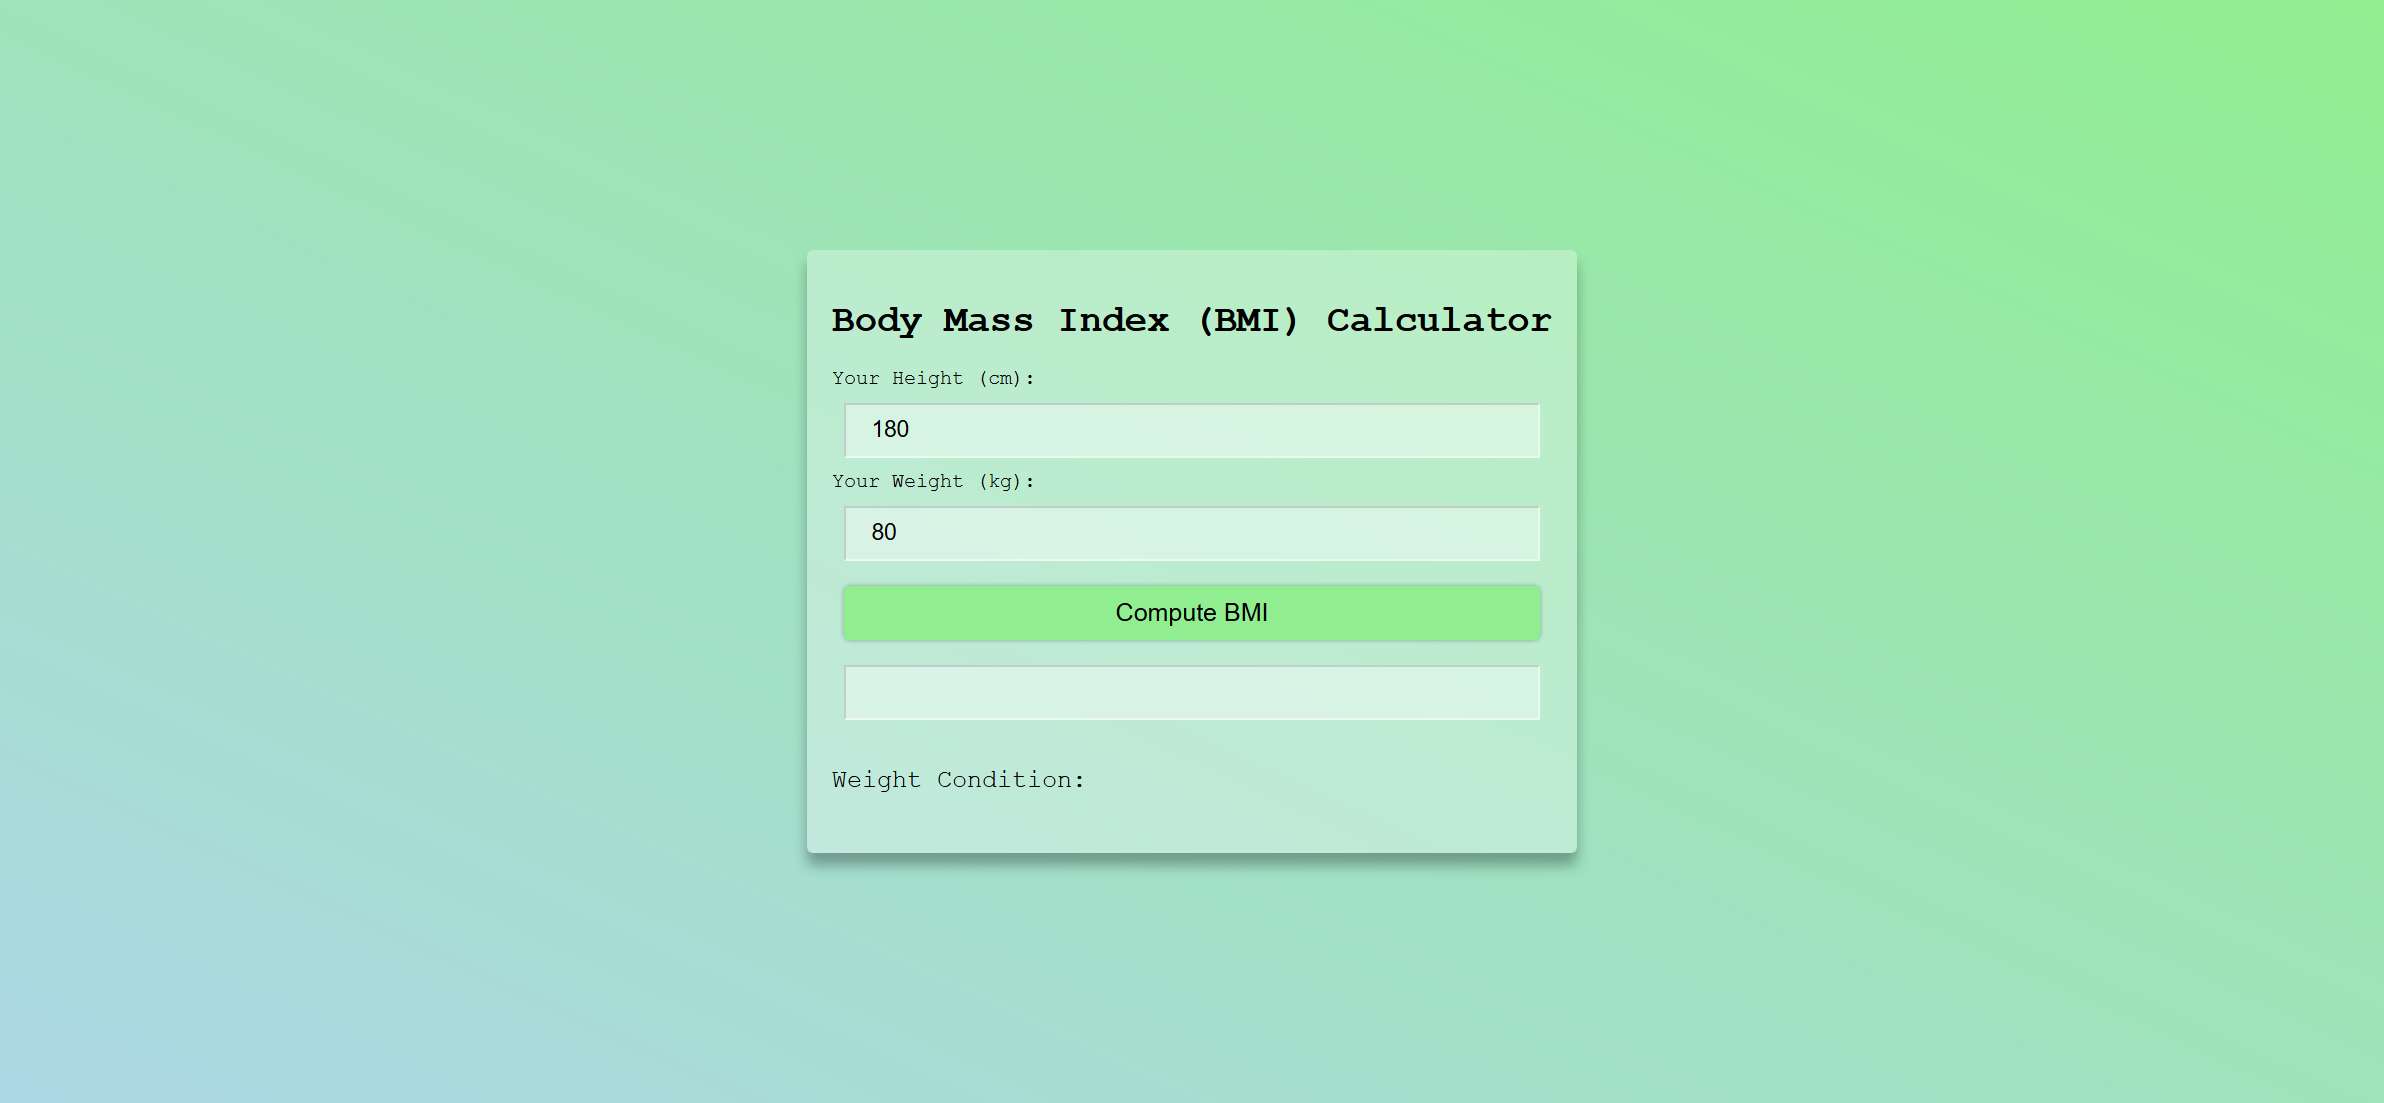 Body Mass Index (BMI) Calculator
Your Height (cm):
180
Your Weight (kg):
80
Compute BMI
Weight Condition: